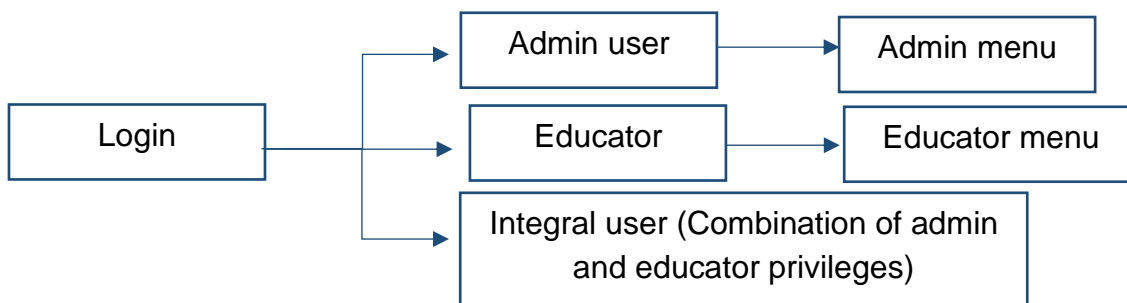 Admin user
Admin menu
Login
Educator
Educator menu
Integral user (Combination of admin
and educator privileges)